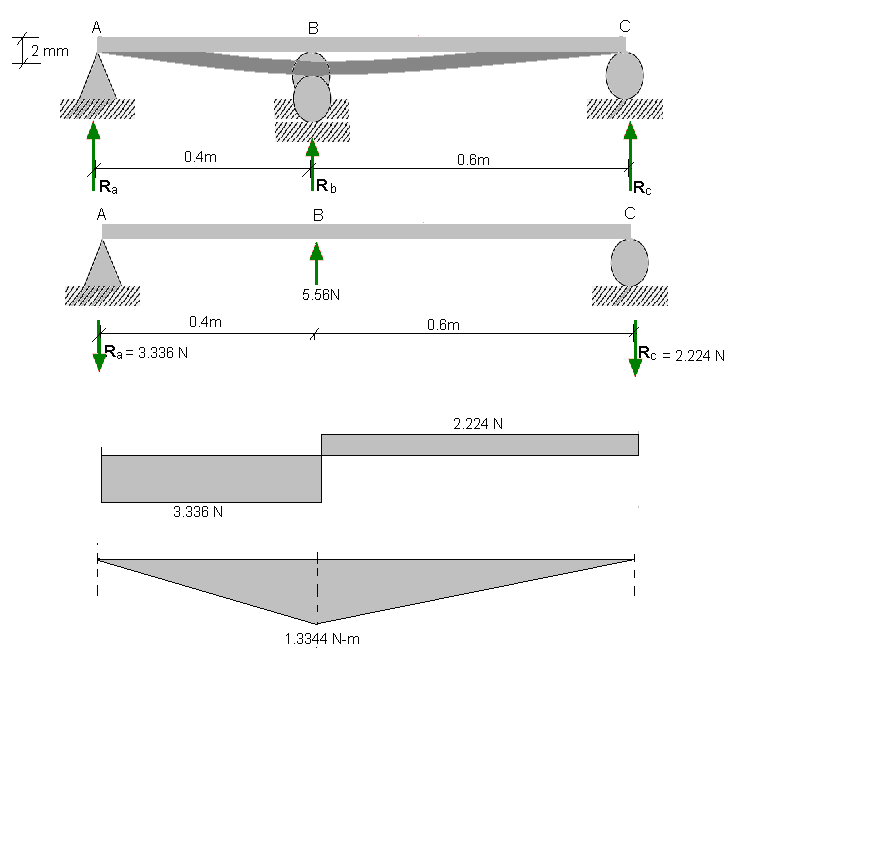 A B C
2 mm
0.4m 0.6m
Ra Rb Rc
A B C
5.56N
0.4m 0.6m
Ra = 3.336 N Rc = 2.224 N
2.224 N
3.336 N
1.3344 N-m